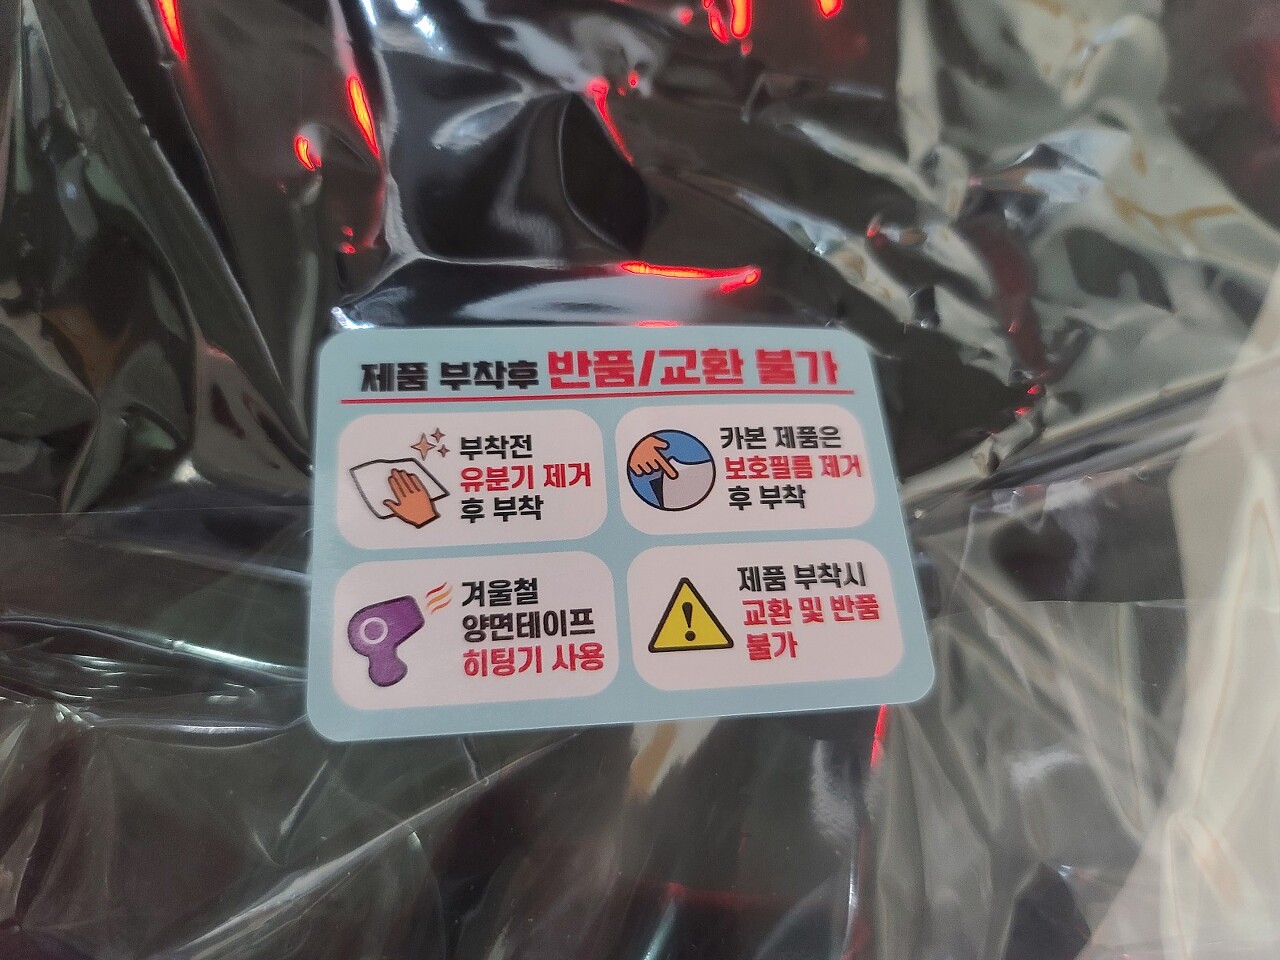 제품 부착후 반품/교환 불가
부착전
유분기 제거
후 부착
카본 제품은
보호필름 제거
후 부착
겨울철
양면테이프
히팅기 사용
제품 부착시
교환 및 반품
불가